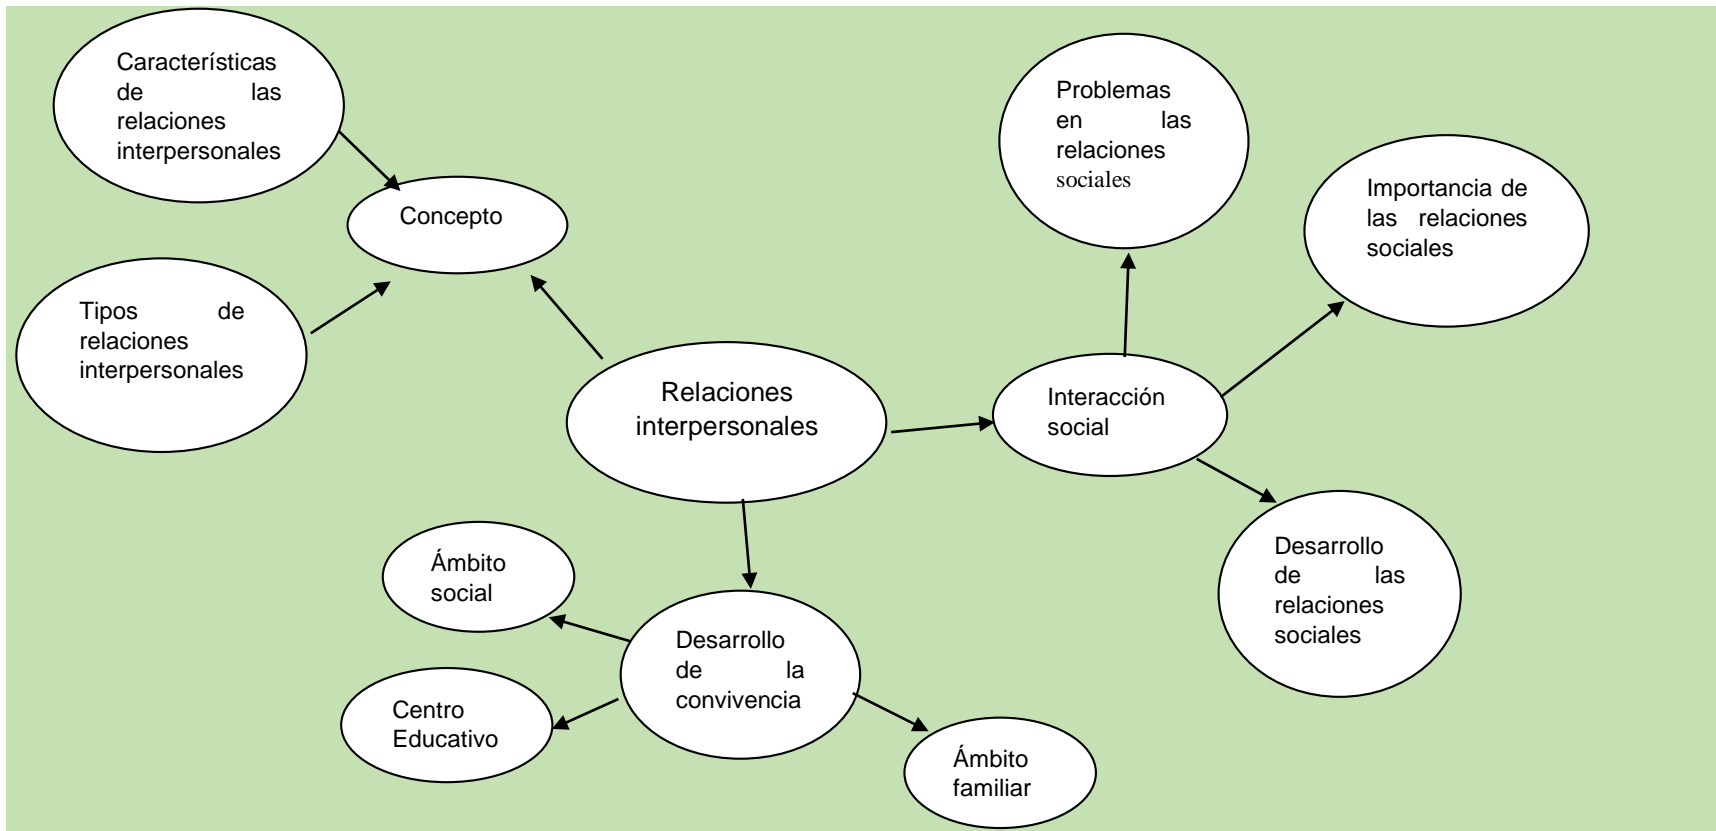 Características
de las
relaciones
interpersonales
Concepto
Tipos de
relaciones
interpersonales
Relaciones
interpersonales
Problemas
en las
relaciones
sociales
Importancia de
las relaciones
sociales
Interacción
social
Desarrollo
de las
relaciones
sociales
Ámbito
social
Desarrollo
de la
convivencia
Centro
Educativo
Ámbito
familiar